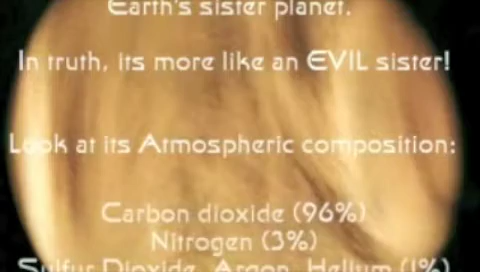 Earth's sister planet.
In truth, its more like an EVIL sister!
Look at its Atmospheric composition:
Carbon dioxide (96%)
Nitrogen (3%)
Sulfur Dioxide, Argon, Helium (1%)